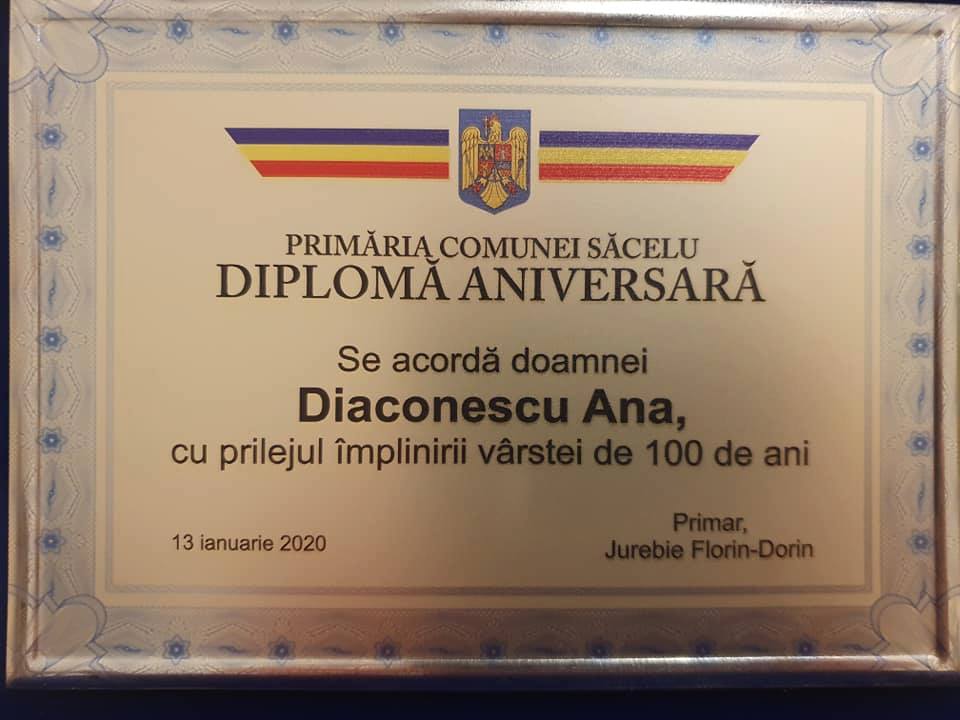 PRIMĂRIA COMUNEI SĂCELU
DIPLOMĂ ANIVERSARĂ
Se acordă doamnei
Diaconescu Ana,
cu prilejul împlinirii vârstei de 100 de ani
13 ianuarie 2020
Primar,
Jurebie Florin-Dorin